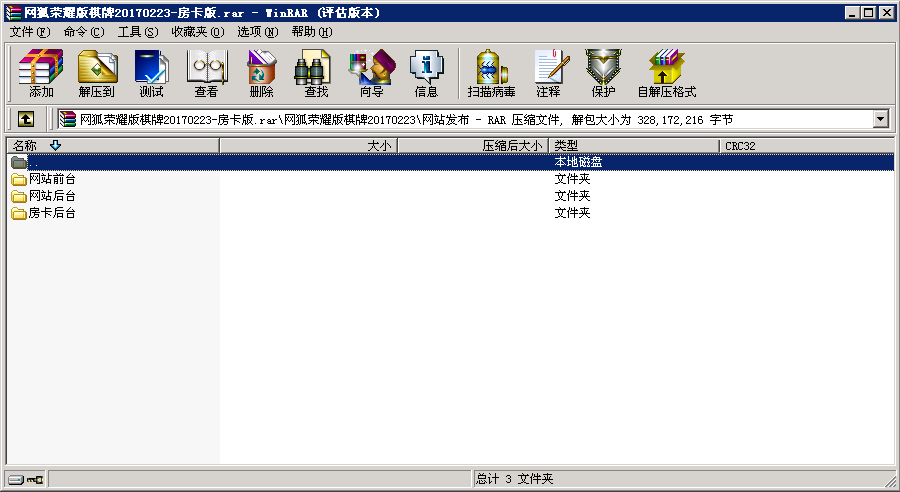 网狐荣耀版棋牌20170223-房卡版.rar - WinRAR (评估版本)
文件(F) 命令(C) 工具(S) 收藏夹(O) 选项(N) 帮助(H)
添加 解压到 测试 查看 删除 查找 向导 信息 扫描病毒 注释 保护 自解压格式
网狐荣耀版棋牌20170223-房卡版.rar\网狐荣耀版棋牌20170223\网站发布 - RAR 压缩文件, 解包大小为 328,172,216 字节
名称 大小 压缩后大小 类型 CRC32
.. 本地磁盘
网站前台 文件夹
网站后台 文件夹
房卡后台 文件夹
总计 3 文件夹